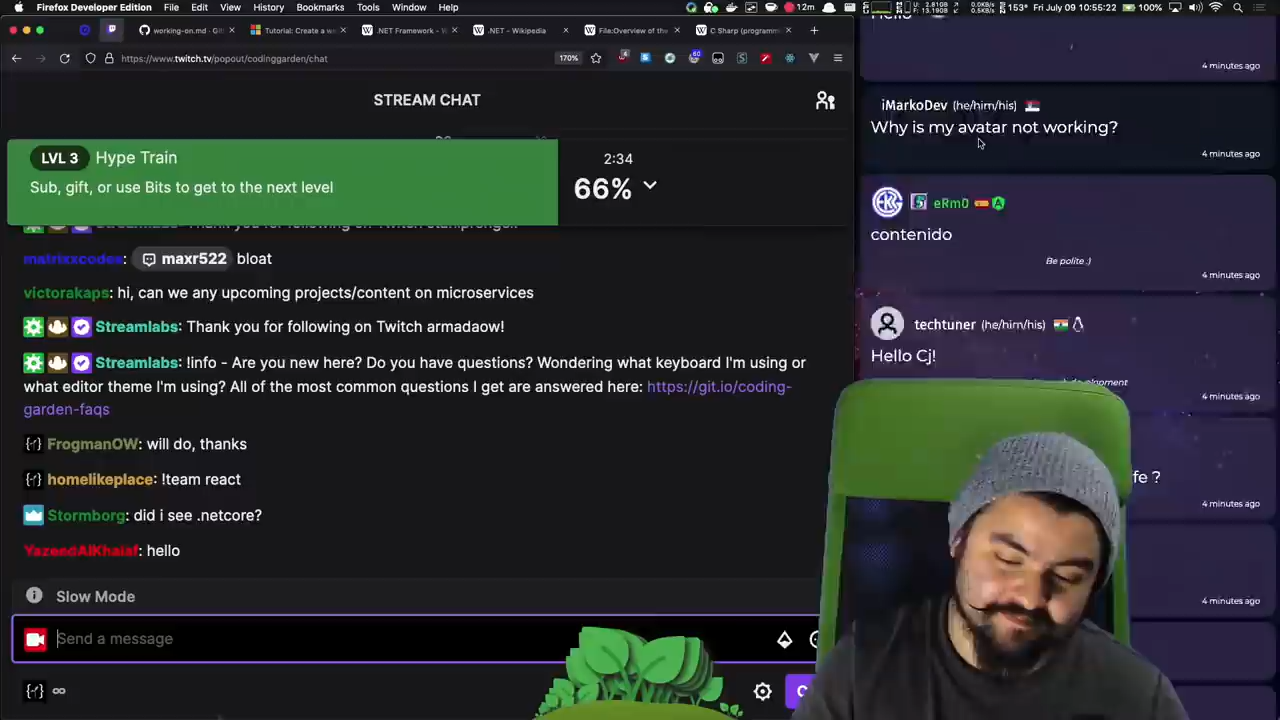 Firefox Developer Edition File Edit View History Bookmarks Tools Window Help
12m 153° Fri July 09 10:55:22 100%
working-on.md - Gi Tutorial: Create a w .NET Framework - W .NET - Wikipedia File:Overview of the C Sharp (programm
https://www.twitch.tv/popout/codinggarden/chat 170%
STREAM CHAT
LVL 3 Hype Train
Sub, gift, or use Bits to get to the next level
2:34
66%
matrixxcodes: maxr522 bloat
victorakaps: hi, can we any upcoming projects/content on microservices
Streamlabs: Thank you for following on Twitch armadaow!
Streamlabs: !info - Are you new here? Do you have questions? Wondering what keyboard I'm using or
what editor theme I'm using? All of the most common questions I get are answered here: https://git.io/coding-
garden-faqs
FrogmanOW: will do, thanks
homelikeplace: !team react
Stormborg: did i see .netcore?
YazendAlKhalaf: hello
Slow Mode
Send a message
∞
Hello
4 minutes ago
iMarkoDev (he/him/his)
Why is my avatar not working?
4 minutes ago
eRm0
contenido
Be polite :)
4 minutes ago
techtuner (he/him/his)
Hello Cj!
4 minutes ago
fe ?
4 minutes ago
4 minutes ago